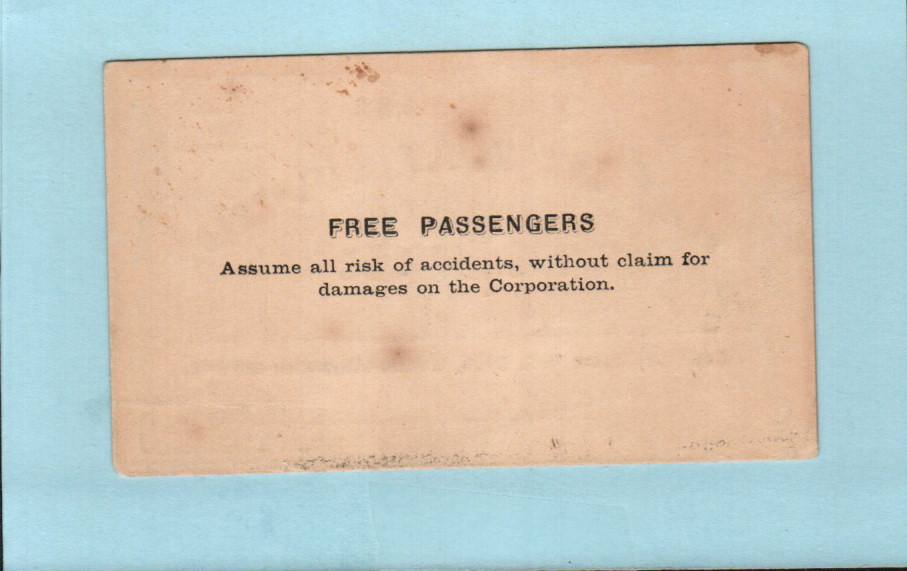 FREE PASSENGERS
Assume all risk of accidents, without claim for
damages on the Corporation.